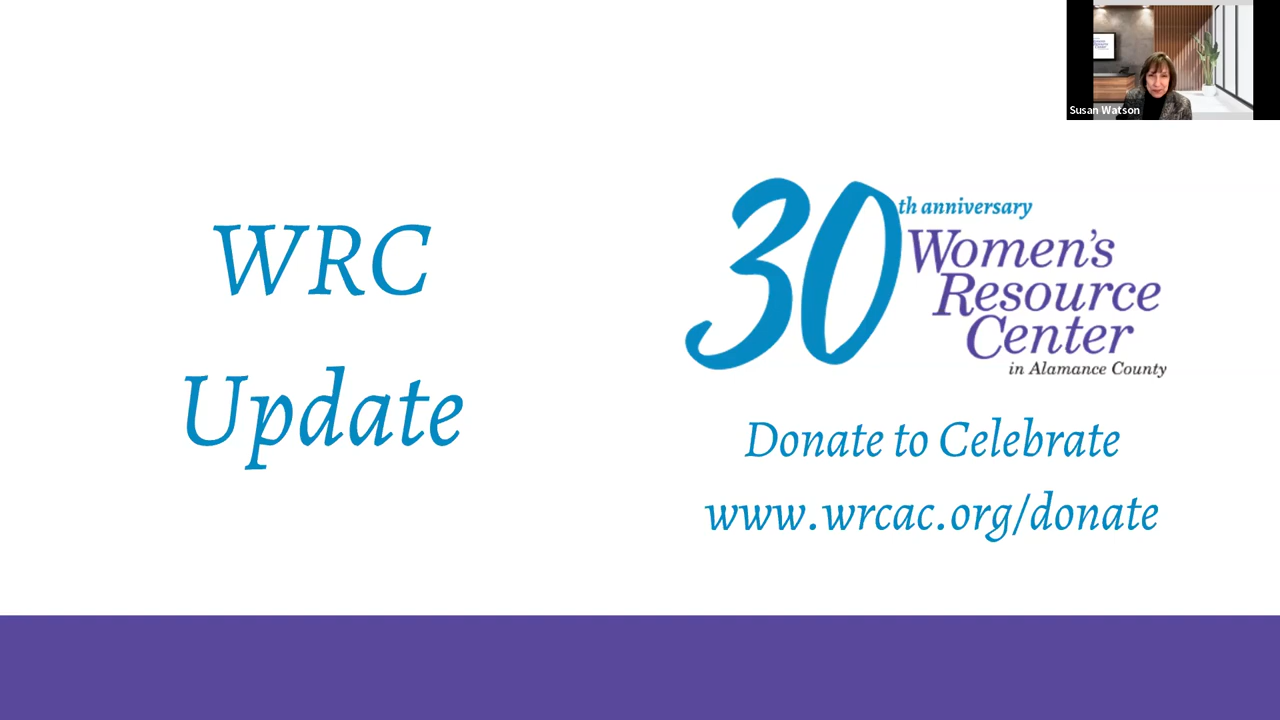 Susan Watson
WRC
Update
30th anniversary
Women's
Resource
Center
in Alamance County
Donate to Celebrate
www.wrcac.org/donate